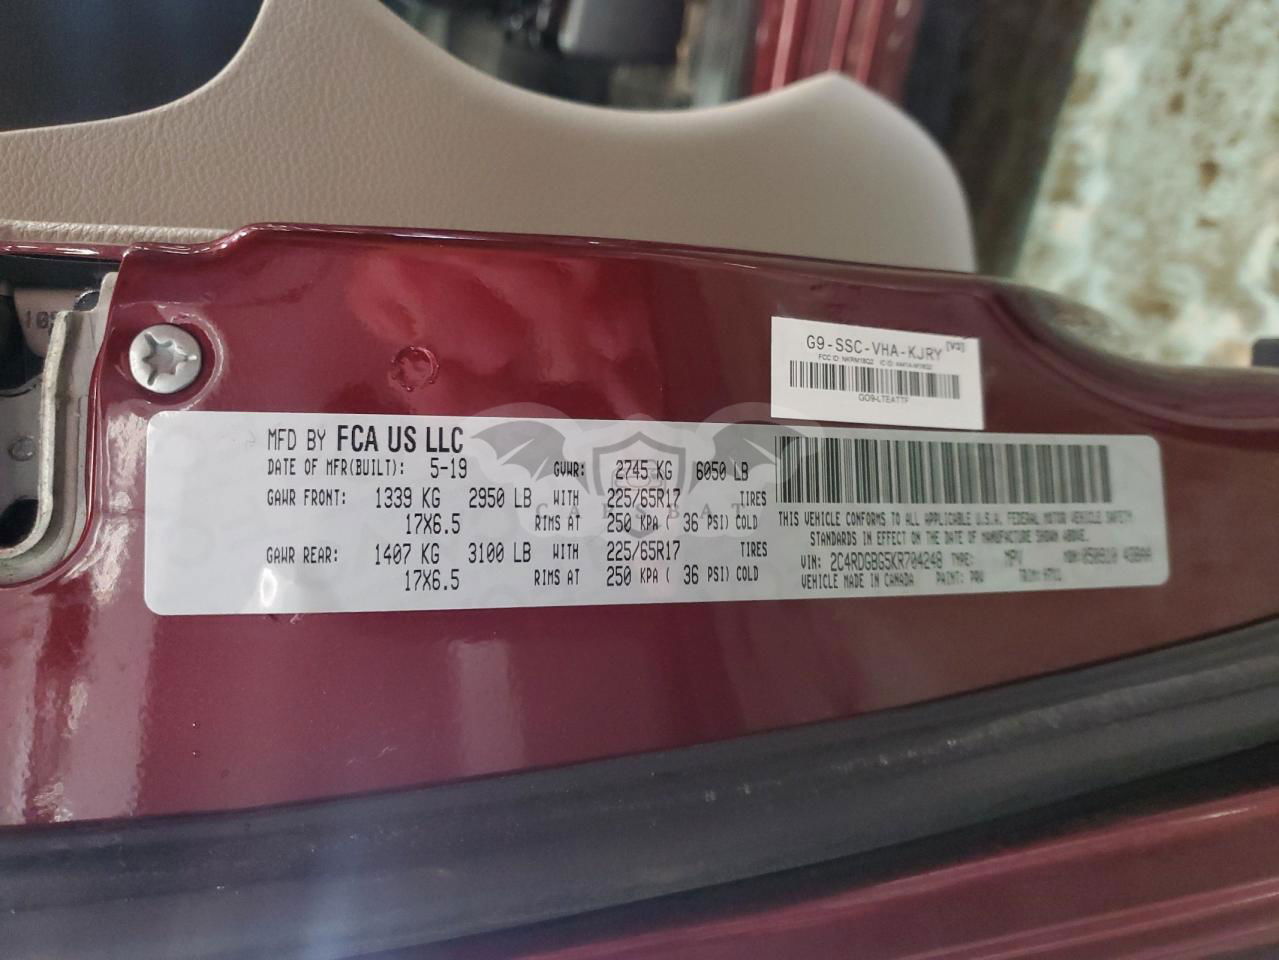 G9-SSC-VHA-KJRY [V3]
GO9-LTEATTF
MFD BY FCA US LLC
DATE OF MFR(BUILT): 5-19 GVWR: 2745 KG 6050 LB
GAWR FRONT: 1339 KG 2950 LB WITH 225/65R17 TIRES
17X6.5 RIMS AT 250 KPA ( 36 PSI) COLD
GAWR REAR: 1407 KG 3100 LB WITH 225/65R17 TIRES
17X6.5 RIMS AT 250 KPA ( 36 PSI) COLD
THIS VEHICLE CONFORMS TO ALL APPLICABLE U.S.A. FEDERAL MOTOR VEHICLE SAFETY
STANDARDS IN EFFECT ON THE DATE OF MANUFACTURE SHOWN ABOVE.
VIN: 2C4RDGBG5KR704248 TYPE: MPV
VEHICLE MADE IN CANADA PAINT: PRV
CARSBAT